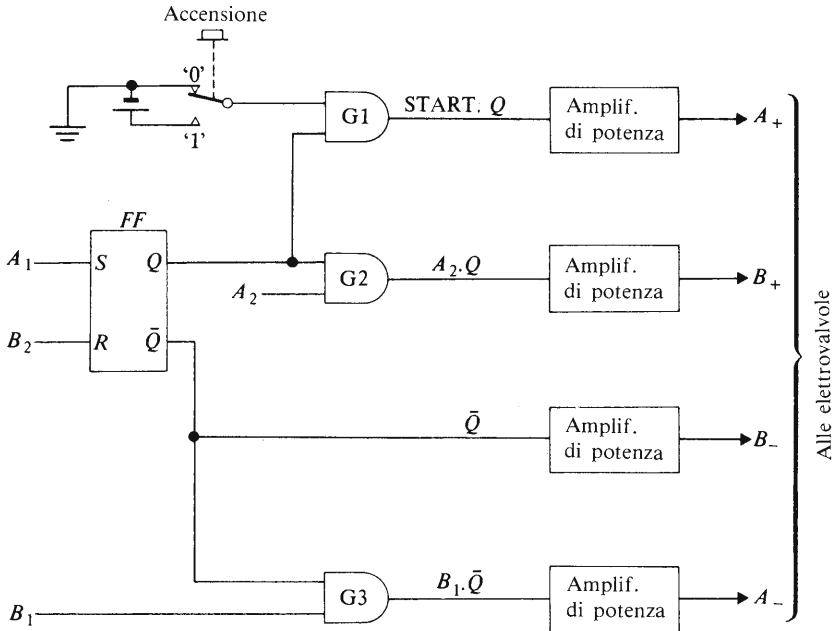 Accensione
'0'
'1'
G1
START. Q
Amplif.
di potenza
A+
FF
A1
S
Q
G2
A2
A2.Q
Amplif.
di potenza
B+
B2
R
Q̄
Q̄
Amplif.
di potenza
B−
Alle elettrovalvole
B1
G3
B1.Q̄
Amplif.
di potenza
A−